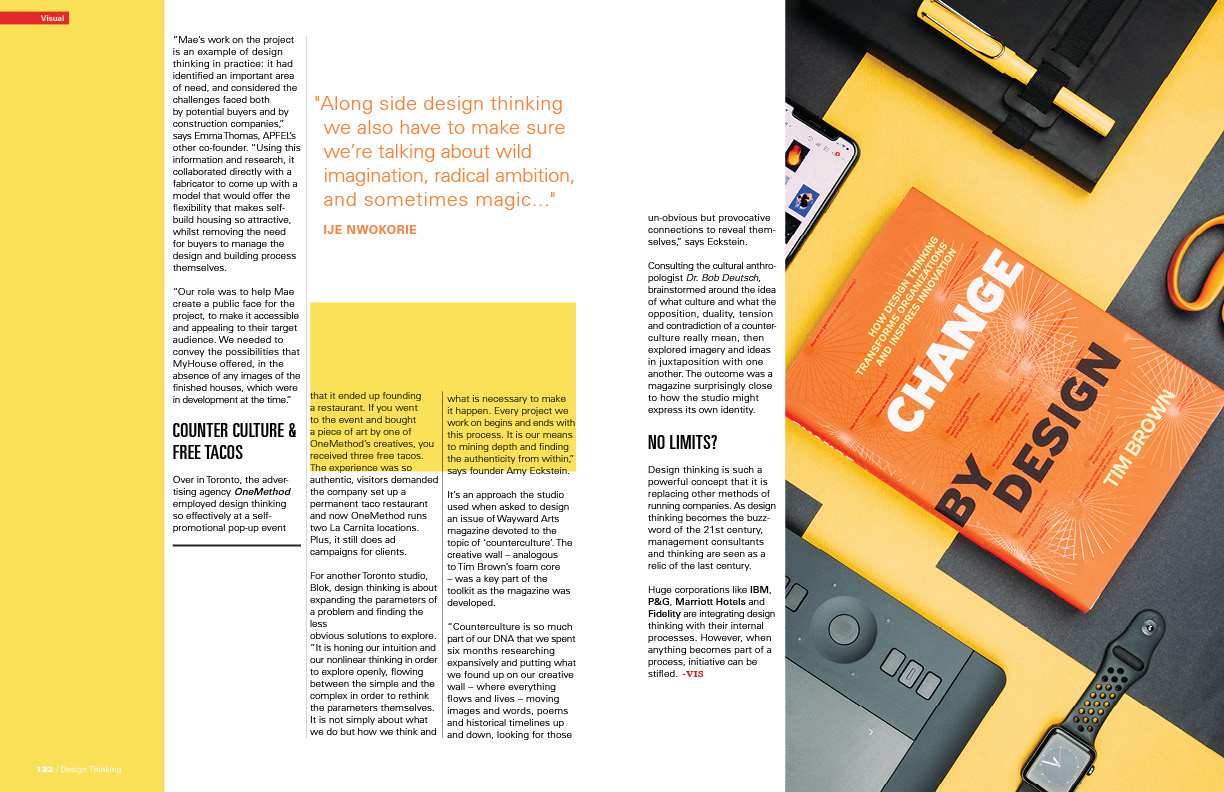 Visual
“Mae’s work on the project
is an example of design
thinking in practice: it had
identified an important area
of need, and considered the
challenges faced both
by potential buyers and by
construction companies,”
says Emma Thomas, APFEL’s
other co-founder. “Using this
information and research, it
collaborated directly with a
fabricator to come up with a
model that would offer the
flexibility that makes self-
build housing so attractive,
whilst removing the need
for buyers to manage the
design and building process
themselves.
“Our role was to help Mae
create a public face for the
project, to make it accessible
and appealing to their target
audience. We needed to
convey the possibilities that
MyHouse offered, in the
absence of any images of the
finished houses, which were
in development at the time.”
COUNTER CULTURE &
FREE TACOS
Over in Toronto, the adver-
tising agency OneMethod
employed design thinking
so effectively at a self-
promotional pop-up event
"Along side design thinking
we also have to make sure
we’re talking about wild
imagination, radical ambition,
and sometimes magic..."
IJE NWOKORIE
that it ended up founding
a restaurant. If you went
to the event and bought
a piece of art by one of
OneMethod’s creatives, you
received three free tacos.
The experience was so
authentic, visitors demanded
the company set up a
permanent taco restaurant
and now OneMethod runs
two La Carnita locations.
Plus, it still does ad
campaigns for clients.
For another Toronto studio,
Blok, design thinking is about
expanding the parameters of
a problem and finding the
less
obvious solutions to explore.
“It is honing our intuition and
our nonlinear thinking in order
to explore openly, flowing
between the simple and the
complex in order to rethink
the parameters themselves.
It is not simply about what
we do but how we think and
what is necessary to make
it happen. Every project we
work on begins and ends with
this process. It is our means
to mining depth and finding
the authenticity from within,”
says founder Amy Eckstein.
It’s an approach the studio
used when asked to design
an issue of Wayward Arts
magazine devoted to the
topic of ‘counterculture’. The
creative wall – analogous
to Tim Brown’s foam core
– was a key part of the
toolkit as the magazine was
developed.
“Counterculture is so much
part of our DNA that we spent
six months researching
expansively and putting what
we found up on our creative
wall – where everything
flows and lives – moving
images and words, poems
and historical timelines up
and down, looking for those
un-obvious but provocative
connections to reveal them-
selves,” says Eckstein.
Consulting the cultural anthro-
pologist Dr. Bob Deutsch,
brainstormed around the idea
of what culture and what the
opposition, duality, tension
and contradiction of a counter-
culture really mean, then
explored imagery and ideas
in juxtaposition with one
another. The outcome was a
magazine surprisingly close
to how the studio might
express its own identity.
NO LIMITS?
Design thinking is such a
powerful concept that it is
replacing other methods of
running companies. As design
thinking becomes the buzz-
word of the 21st century,
management consultants
and thinking are seen as a
relic of the last century.
Huge corporations like IBM,
P&G, Marriott Hotels and
Fidelity are integrating design
thinking with their internal
processes. However, when
anything becomes part of a
process, initiative can be
stifled. -VIS
HOW DESIGN THINKING
TRANSFORMS ORGANIZATIONS
AND INSPIRES INNOVATION
CHANGE
BY
DESIGN
TIM BROWN
122 / Design Thinking